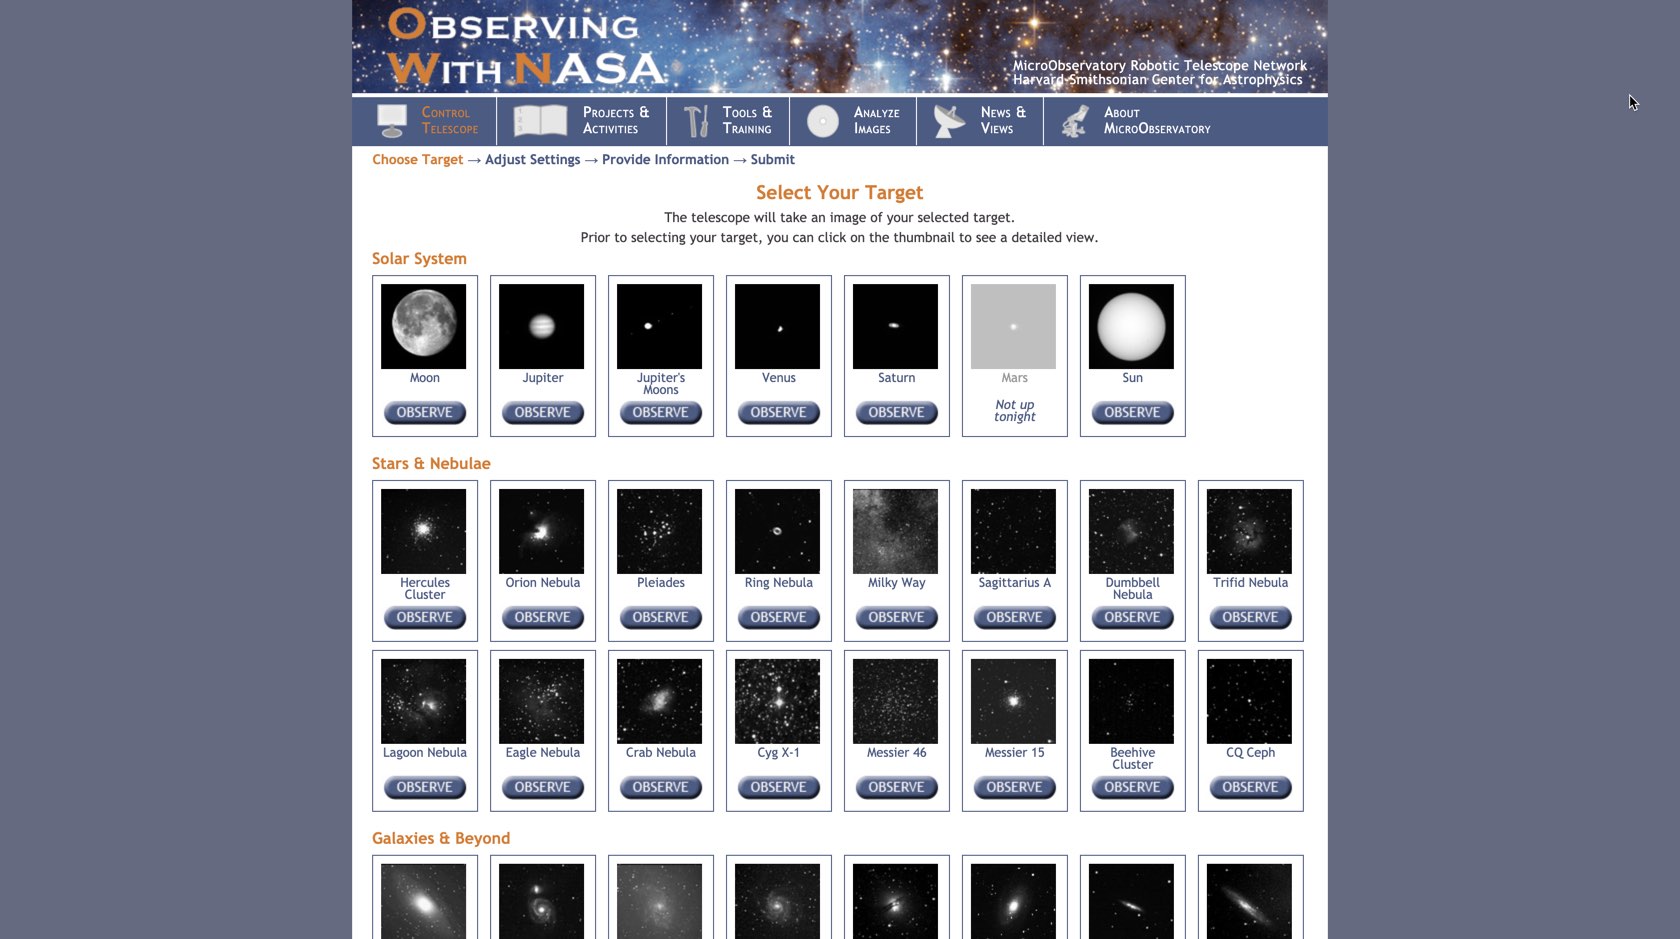 OBSERVING
WITH NASA
MicroObservatory Robotic Telescope Network
Harvard-Smithsonian Center for Astrophysics
Control Telescope
Projects & Activities
Tools & Training
Analyze Images
News & Views
About MicroObservatory
Choose Target → Adjust Settings → Provide Information → Submit
Select Your Target
The telescope will take an image of your selected target.
Prior to selecting your target, you can click on the thumbnail to see a detailed view.
Solar System
Moon
OBSERVE
Jupiter
OBSERVE
Jupiter's
Moons
OBSERVE
Venus
OBSERVE
Saturn
OBSERVE
Mars
Not up
tonight
Sun
OBSERVE
Stars & Nebulae
Hercules
Cluster
OBSERVE
Orion Nebula
OBSERVE
Pleiades
OBSERVE
Ring Nebula
OBSERVE
Milky Way
OBSERVE
Sagittarius A
OBSERVE
Dumbbell
Nebula
OBSERVE
Trifid Nebula
OBSERVE
Lagoon Nebula
OBSERVE
Eagle Nebula
OBSERVE
Crab Nebula
OBSERVE
Cyg X-1
OBSERVE
Messier 46
OBSERVE
Messier 15
OBSERVE
Beehive
Cluster
OBSERVE
CQ Ceph
OBSERVE
Galaxies & Beyond